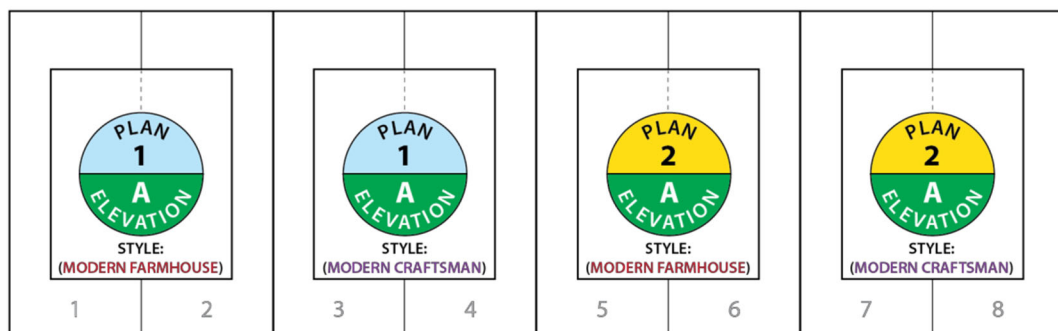 PLAN
1
A
ELEVATION
STYLE:
(MODERN FARMHOUSE)
1 2
PLAN
1
A
ELEVATION
STYLE:
(MODERN CRAFTSMAN)
3 4
PLAN
2
A
ELEVATION
STYLE:
(MODERN FARMHOUSE)
5 6
PLAN
2
A
ELEVATION
STYLE:
(MODERN CRAFTSMAN)
7 8